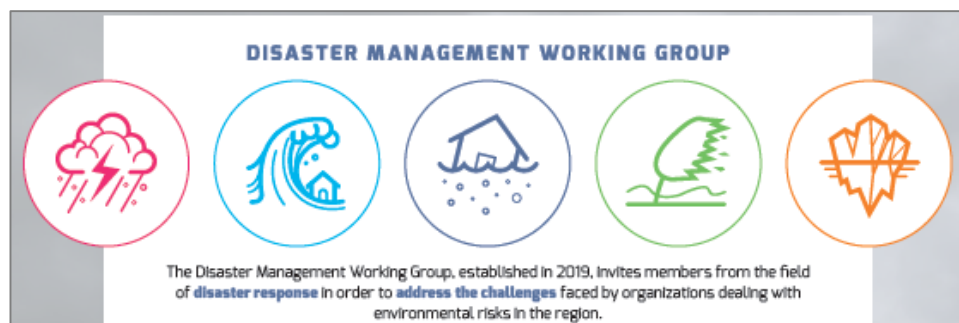 DISASTER MANAGEMENT WORKING GROUP
The Disaster Management Working Group, established in 2019, invites members from the field
of disaster response in order to address the challenges faced by organizations dealing with
environmental risks in the region.